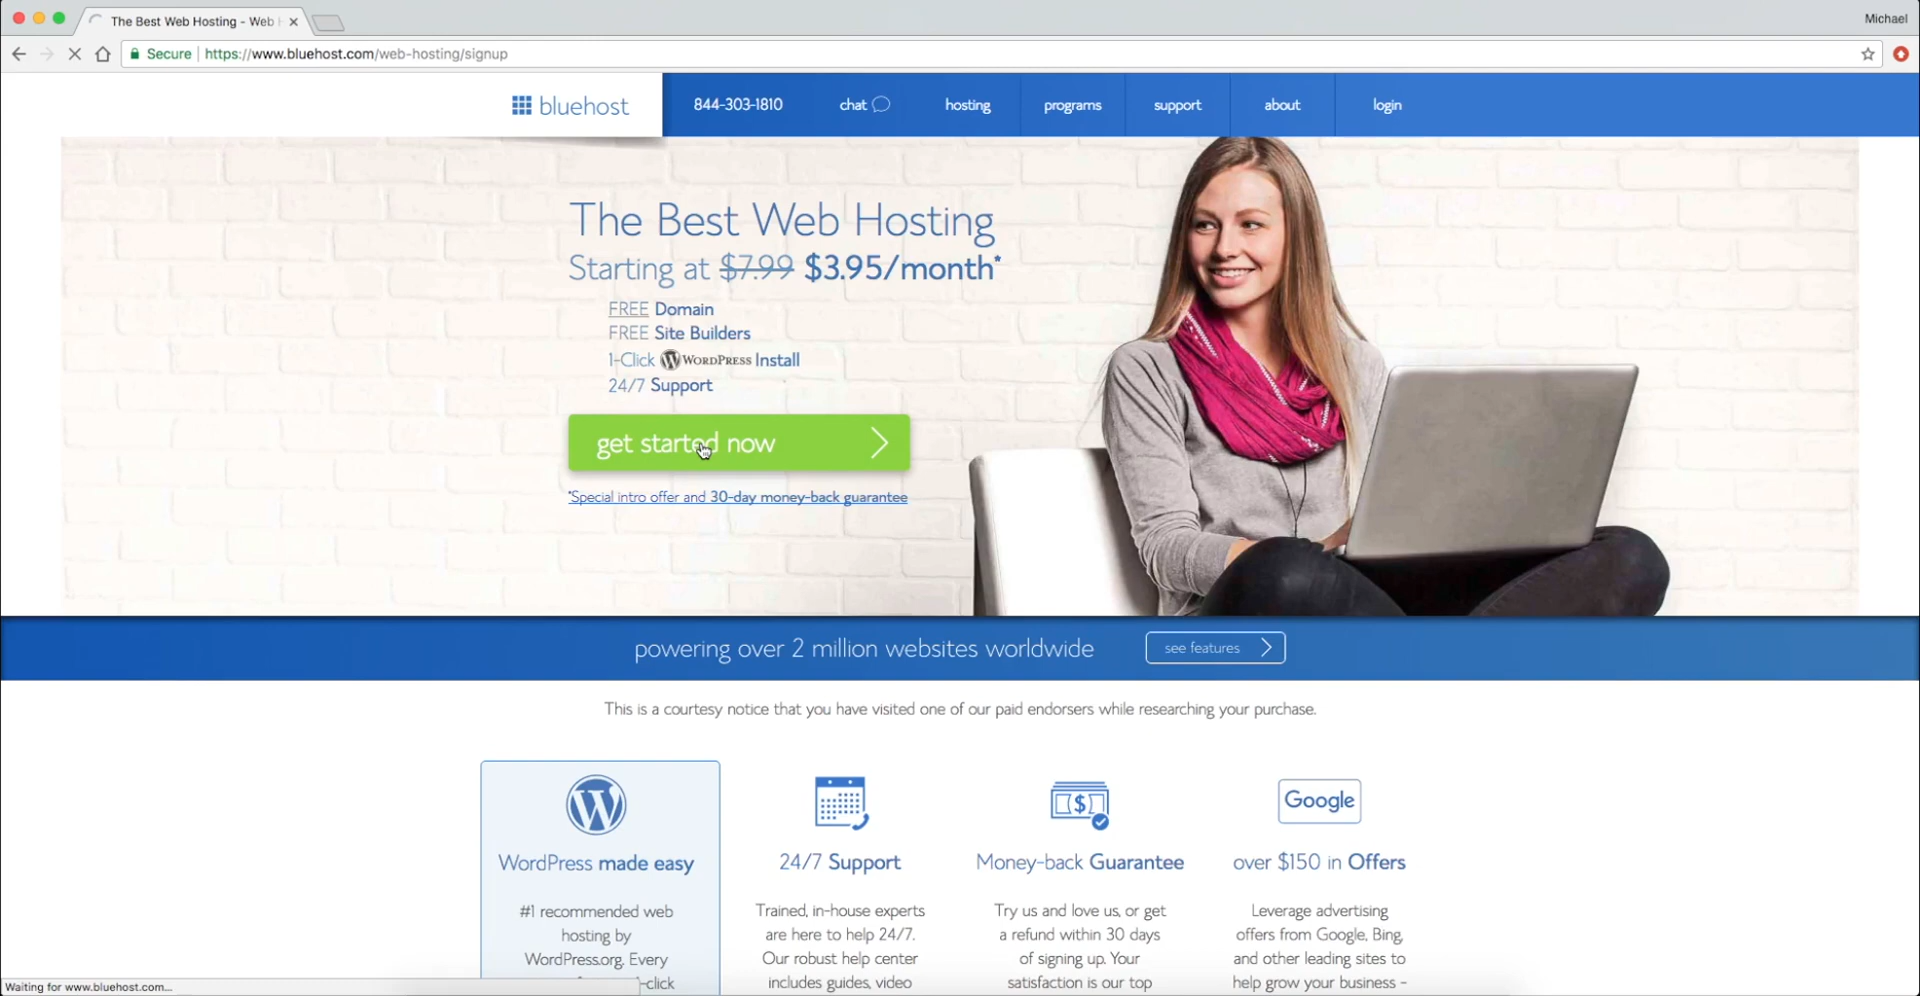 The Best Web Hosting - Web
Michael
Secure | https://www.bluehost.com/web-hosting/signup
bluehost
844-303-1810
chat
hosting
programs
support
about
login
The Best Web Hosting
Starting at $7.99 $3.95/month*
FREE Domain
FREE Site Builders
1-Click WORDPRESS Install
24/7 Support
get started now
*Special intro offer and 30-day money-back guarantee
powering over 2 million websites worldwide
see features
This is a courtesy notice that you have visited one of our paid endorsers while researching your purchase.
WordPress made easy
#1 recommended web
hosting by
WordPress.org. Every
-click
24/7 Support
Trained, in-house experts
are here to help 24/7.
Our robust help center
includes guides, video
$
Money-back Guarantee
Try us and love us, or get
a refund within 30 days
of signing up. Your
satisfaction is our top
Google
over $150 in Offers
Leverage advertising
offers from Google, Bing,
and other leading sites to
help grow your business -
Waiting for www.bluehost.com...